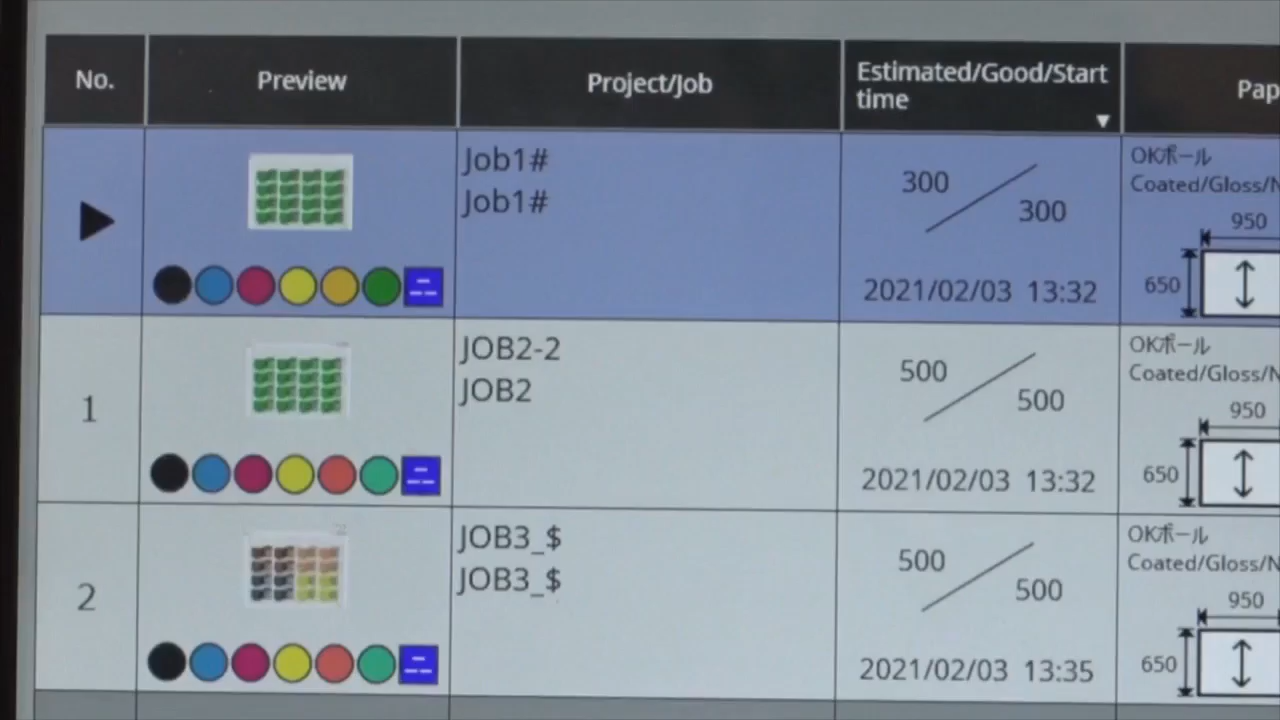 No.
Preview
Project/Job
Estimated/Good/Start
time
▼
Pap
Job1#
Job1#
300
300
2021/02/03 13:32
OKボール
Coated/Gloss/N
950
650
1
JOB2-2
JOB2
500
500
2021/02/03 13:32
OKボール
Coated/Gloss/N
950
650
2
JOB3_$
JOB3_$
500
500
2021/02/03 13:35
OKボール
Coated/Gloss/N
950
650